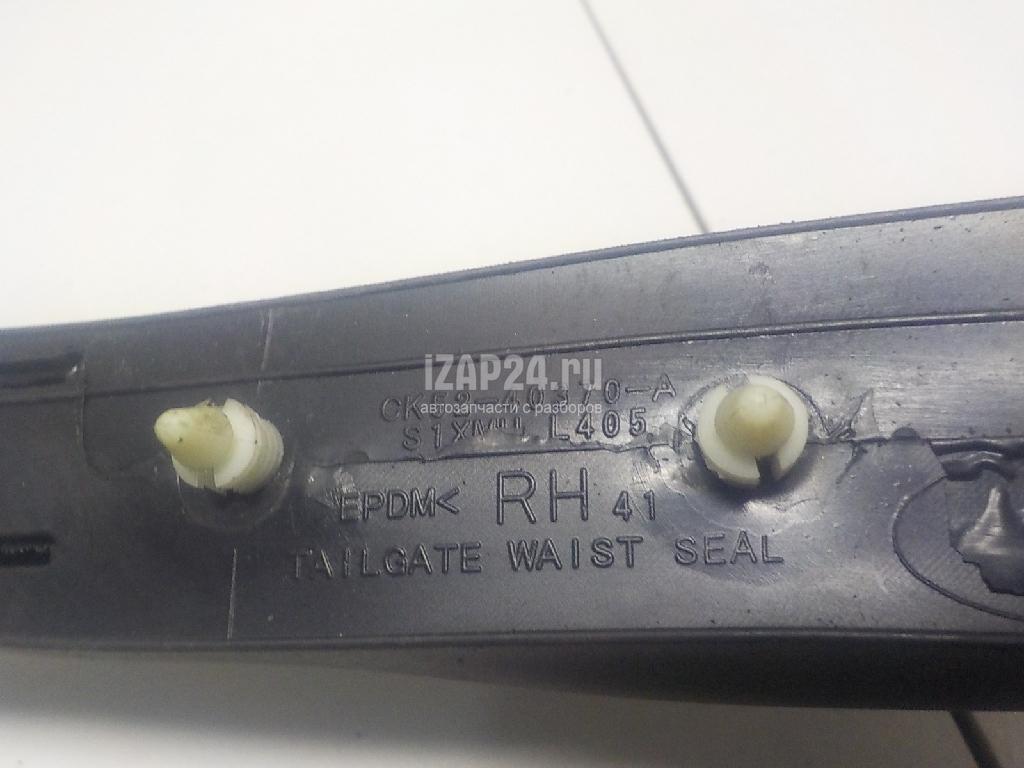 iZAP24.ru
CK52-40370-A
автозапчасти с разборов
L405
EPDM< RH 41
TAILGATE WAIST SEAL